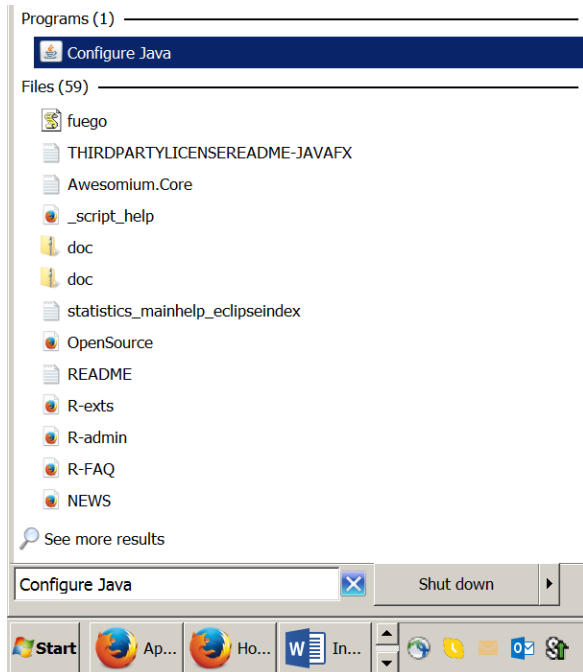 Programs (1)
Configure Java
Files (59)
fuego
THIRDPARTYLICENSEREADME-JAVAFX
Awesomium.Core
_script_help
doc
doc
statistics_mainhelp_eclipseindex
OpenSource
README
R-exts
R-admin
R-FAQ
NEWS
See more results
Configure Java
Shut down
Start Ap... Ho... W In...